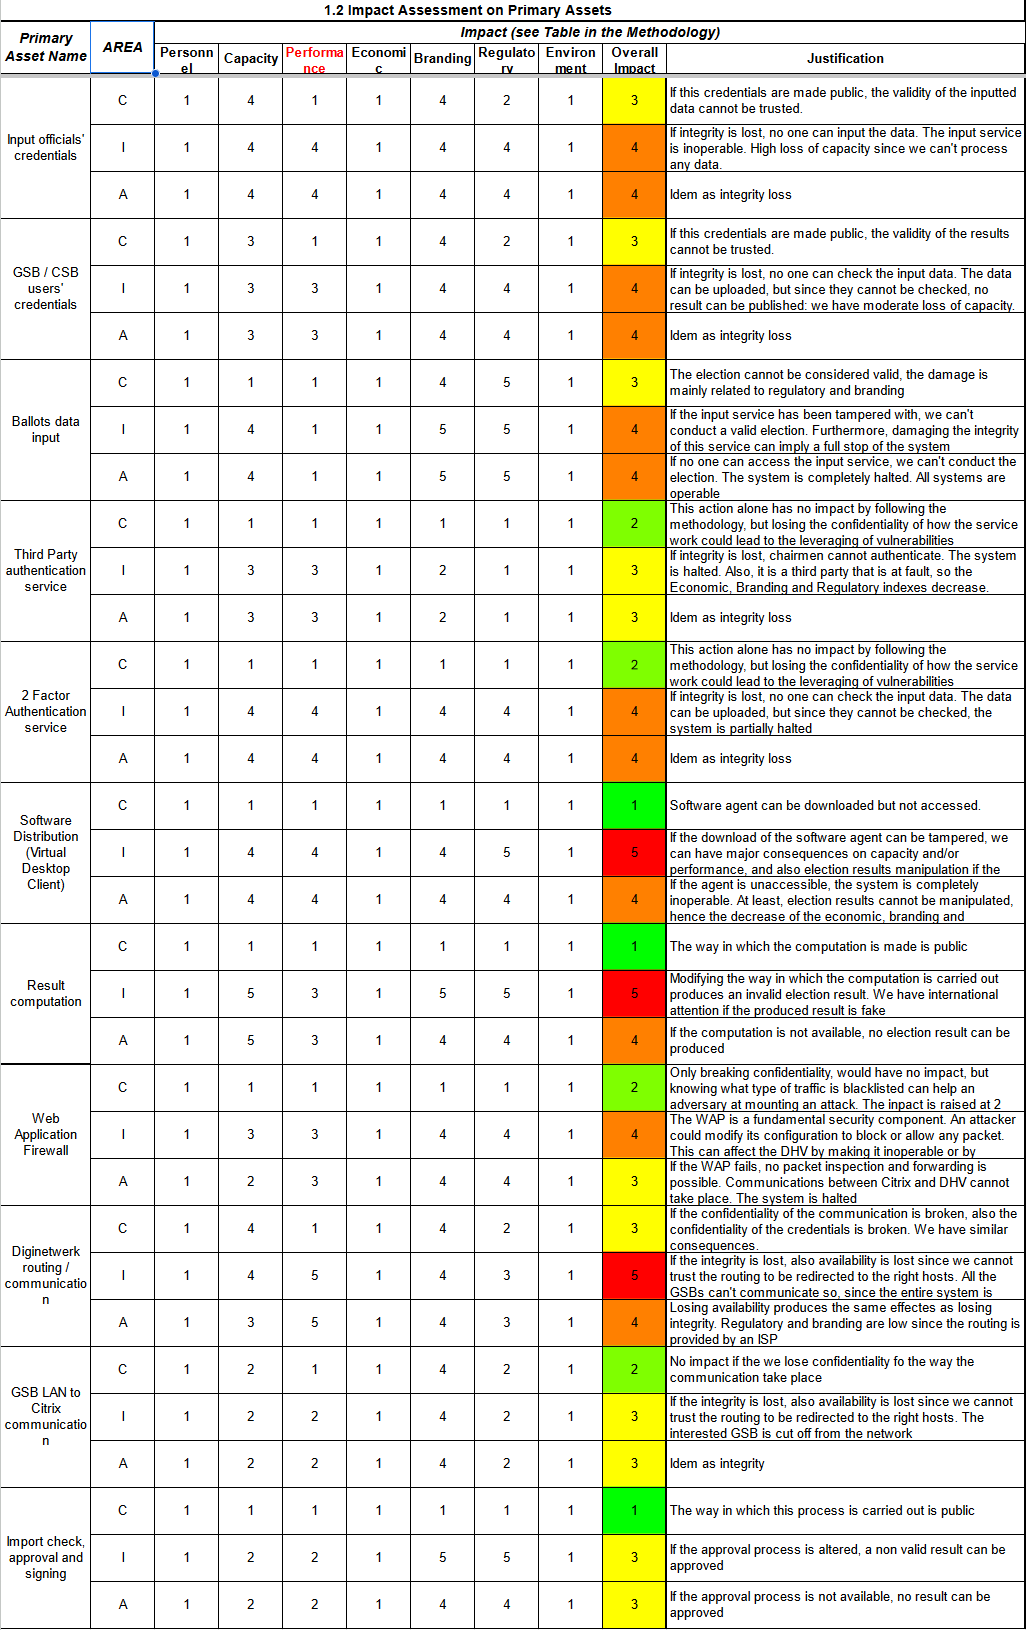 1.2 Impact Assessment on Primary Assets
Primary
Asset Name
AREA
Impact (see Table in the Methodology)
Personn
el
Capacity
Performa
nce
Economi
c
Branding
Regulato
ry
Environ
ment
Overall
Impact
Justification
Input officials'
credentials
C 1 4 1 1 4 2 1 3
If this credentials are made public, the validity of the inputted
data cannot be trusted.
I 1 4 4 1 4 4 1 4
If integrity is lost, no one can input the data. The input service
is inoperable. High loss of capacity since we can't process
any data.
A 1 4 4 1 4 4 1 4 Idem as integrity loss
GSB / CSB
users'
credentials
C 1 3 1 1 4 2 1 3
If this credentials are made public, the validity of the results
cannot be trusted.
I 1 3 3 1 4 4 1 4
If integrity is lost, no one can check the input data. The data
can be uploaded, but since they cannot be checked, no
result can be published: we have moderate loss of capacity.
A 1 3 3 1 4 4 1 4 Idem as integrity loss
Ballots data
input
C 1 1 1 1 4 5 1 3
The election cannot be considered valid, the damage is
mainly related to regulatory and branding
I 1 4 1 1 5 5 1 4
If the input service has been tampered with, we can't
conduct a valid election. Furthermore, damaging the integrity
of this service can imply a full stop of the system
A 1 4 1 1 5 5 1 4
If no one can access the input service, we can't conduct the
election. The system is completely halted. All systems are
operable
Third Party
authentication
service
C 1 1 1 1 1 1 1 2
This action alone has no impact by following the
methodology, but losing the confidentiality of how the service
work could lead to the leveraging of vulnerabilities
I 1 3 3 1 2 1 1 3
If integrity is lost, chairmen cannot authenticate. The system
is halted. Also, it is a third party that is at fault, so the
Economic, Branding and Regulatory indexes decrease.
A 1 3 3 1 2 1 1 3 Idem as integrity loss
2 Factor
Authentication
service
C 1 1 1 1 1 1 1 2
This action alone has no impact by following the
methodology, but losing the confidentiality of how the service
work could lead to the leveraging of vulnerabilities
I 1 4 4 1 4 4 1 4
If integrity is lost, no one can check the input data. The data
can be uploaded, but since they cannot be checked, the
system is partially halted
A 1 4 4 1 4 4 1 4 Idem as integrity loss
Software
Distribution
(Virtual
Desktop
Client)
C 1 1 1 1 1 1 1 1 Software agent can be downloaded but not accessed.
I 1 4 4 1 4 5 1 5
If the download of the software agent can be tampered, we
can have major consequences on capacity and/or
performance, and also election results manipulation if the
A 1 4 4 1 4 4 1 4
If the agent is unaccessible, the system is completely
inoperable. At least, election results cannot be manipulated,
hence the decrease of the economic, branding and
Result
computation
C 1 1 1 1 1 1 1 1 The way in which the computation is made is public
I 1 5 3 1 5 5 1 5
Modifying the way in which the computation is carried out
produces an invalid election result. We have international
attention if the produced result is fake
A 1 5 3 1 4 4 1 4
If the computation is not available, no election result can be
produced
Web
Application
Firewall
C 1 1 1 1 1 1 1 2
Only breaking confidentiality, would have no impact, but
knowing what type of traffic is blacklisted can help an
adversary at mounting an attack. The inpact is raised at 2
I 1 3 3 1 4 4 1 4
The WAP is a fundamental security component. An attacker
could modify its configuration to block or allow any packet.
This can affect the DHV by making it inoperable or by
A 1 2 3 1 4 4 1 3
If the WAP fails, no packet inspection and forwarding is
possible. Communications between Citrix and DHV cannot
take place. The system is halted
Diginetwerk
routing /
communicatio
n
C 1 4 1 1 4 2 1 3
If the confidentiality of the communication is broken, also the
confidentiality of the credentials is broken. We have similar
consequences.
I 1 4 5 1 4 3 1 5
If the integrity is lost, also availability is lost since we cannot
trust the routing to be redirected to the right hosts. All the
GSBs can't communicate so, since the entire system is
A 1 3 5 1 4 3 1 4
Losing availability produces the same effectes as losing
integrity. Regulatory and branding are low since the routing is
provided by an ISP
GSB LAN to
Citrix
communicatio
n
C 1 2 1 1 4 2 1 2
No impact if the we lose confidentiality fo the way the
communication take place
I 1 2 2 1 4 2 1 3
If the integrity is lost, also availability is lost since we cannot
trust the routing to be redirected to the right hosts. The
interested GSB is cut off from the network
A 1 2 2 1 4 2 1 3 Idem as integrity
Import check,
approval and
signing
C 1 1 1 1 1 1 1 1 The way in which this process is carried out is public
I 1 2 2 1 5 5 1 3
If the approval process is altered, a non valid result can be
approved
A 1 2 2 1 4 4 1 3
If the approval process is not available, no result can be
approved